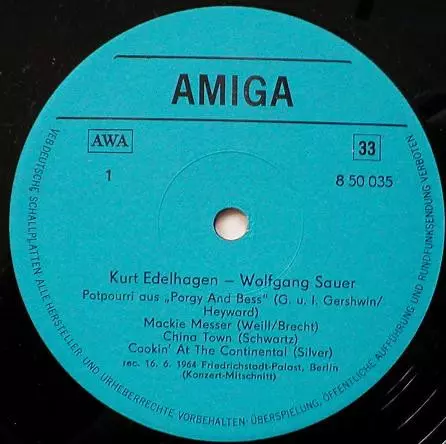 AMIGA
AWA
33
1
8 50 035
Kurt Edelhagen – Wolfgang Sauer
Potpourri aus „Porgy And Bess" (G. u. I. Gershwin/
Heyward)
Mackie Messer (Weill/Brecht)
China Town (Schwartz)
Cookin' At The Continental (Silver)
rec. 16. 6. 1964 Friedrichstadt-Palast, Berlin
(Konzert-Mitschnitt)
VEB DEUTSCHE SCHALLPLATTEN · ALLE HERSTELLER- UND URHEBERRECHTE VORBEHALTEN · ÜBERSPIELUNG, ÖFFENTLICHE AUFFÜHRUNG UND RUNDFUNKSENDUNG VERBOTEN